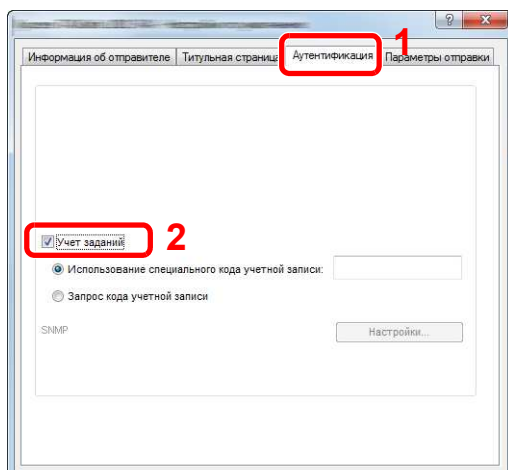 1
Информация об отправителе Титульная страница Аутентификация Параметры отправки
Учет заданий 2
Использование специального кода учетной записи:
Запрос кода учетной записи
SNMP Настройки...